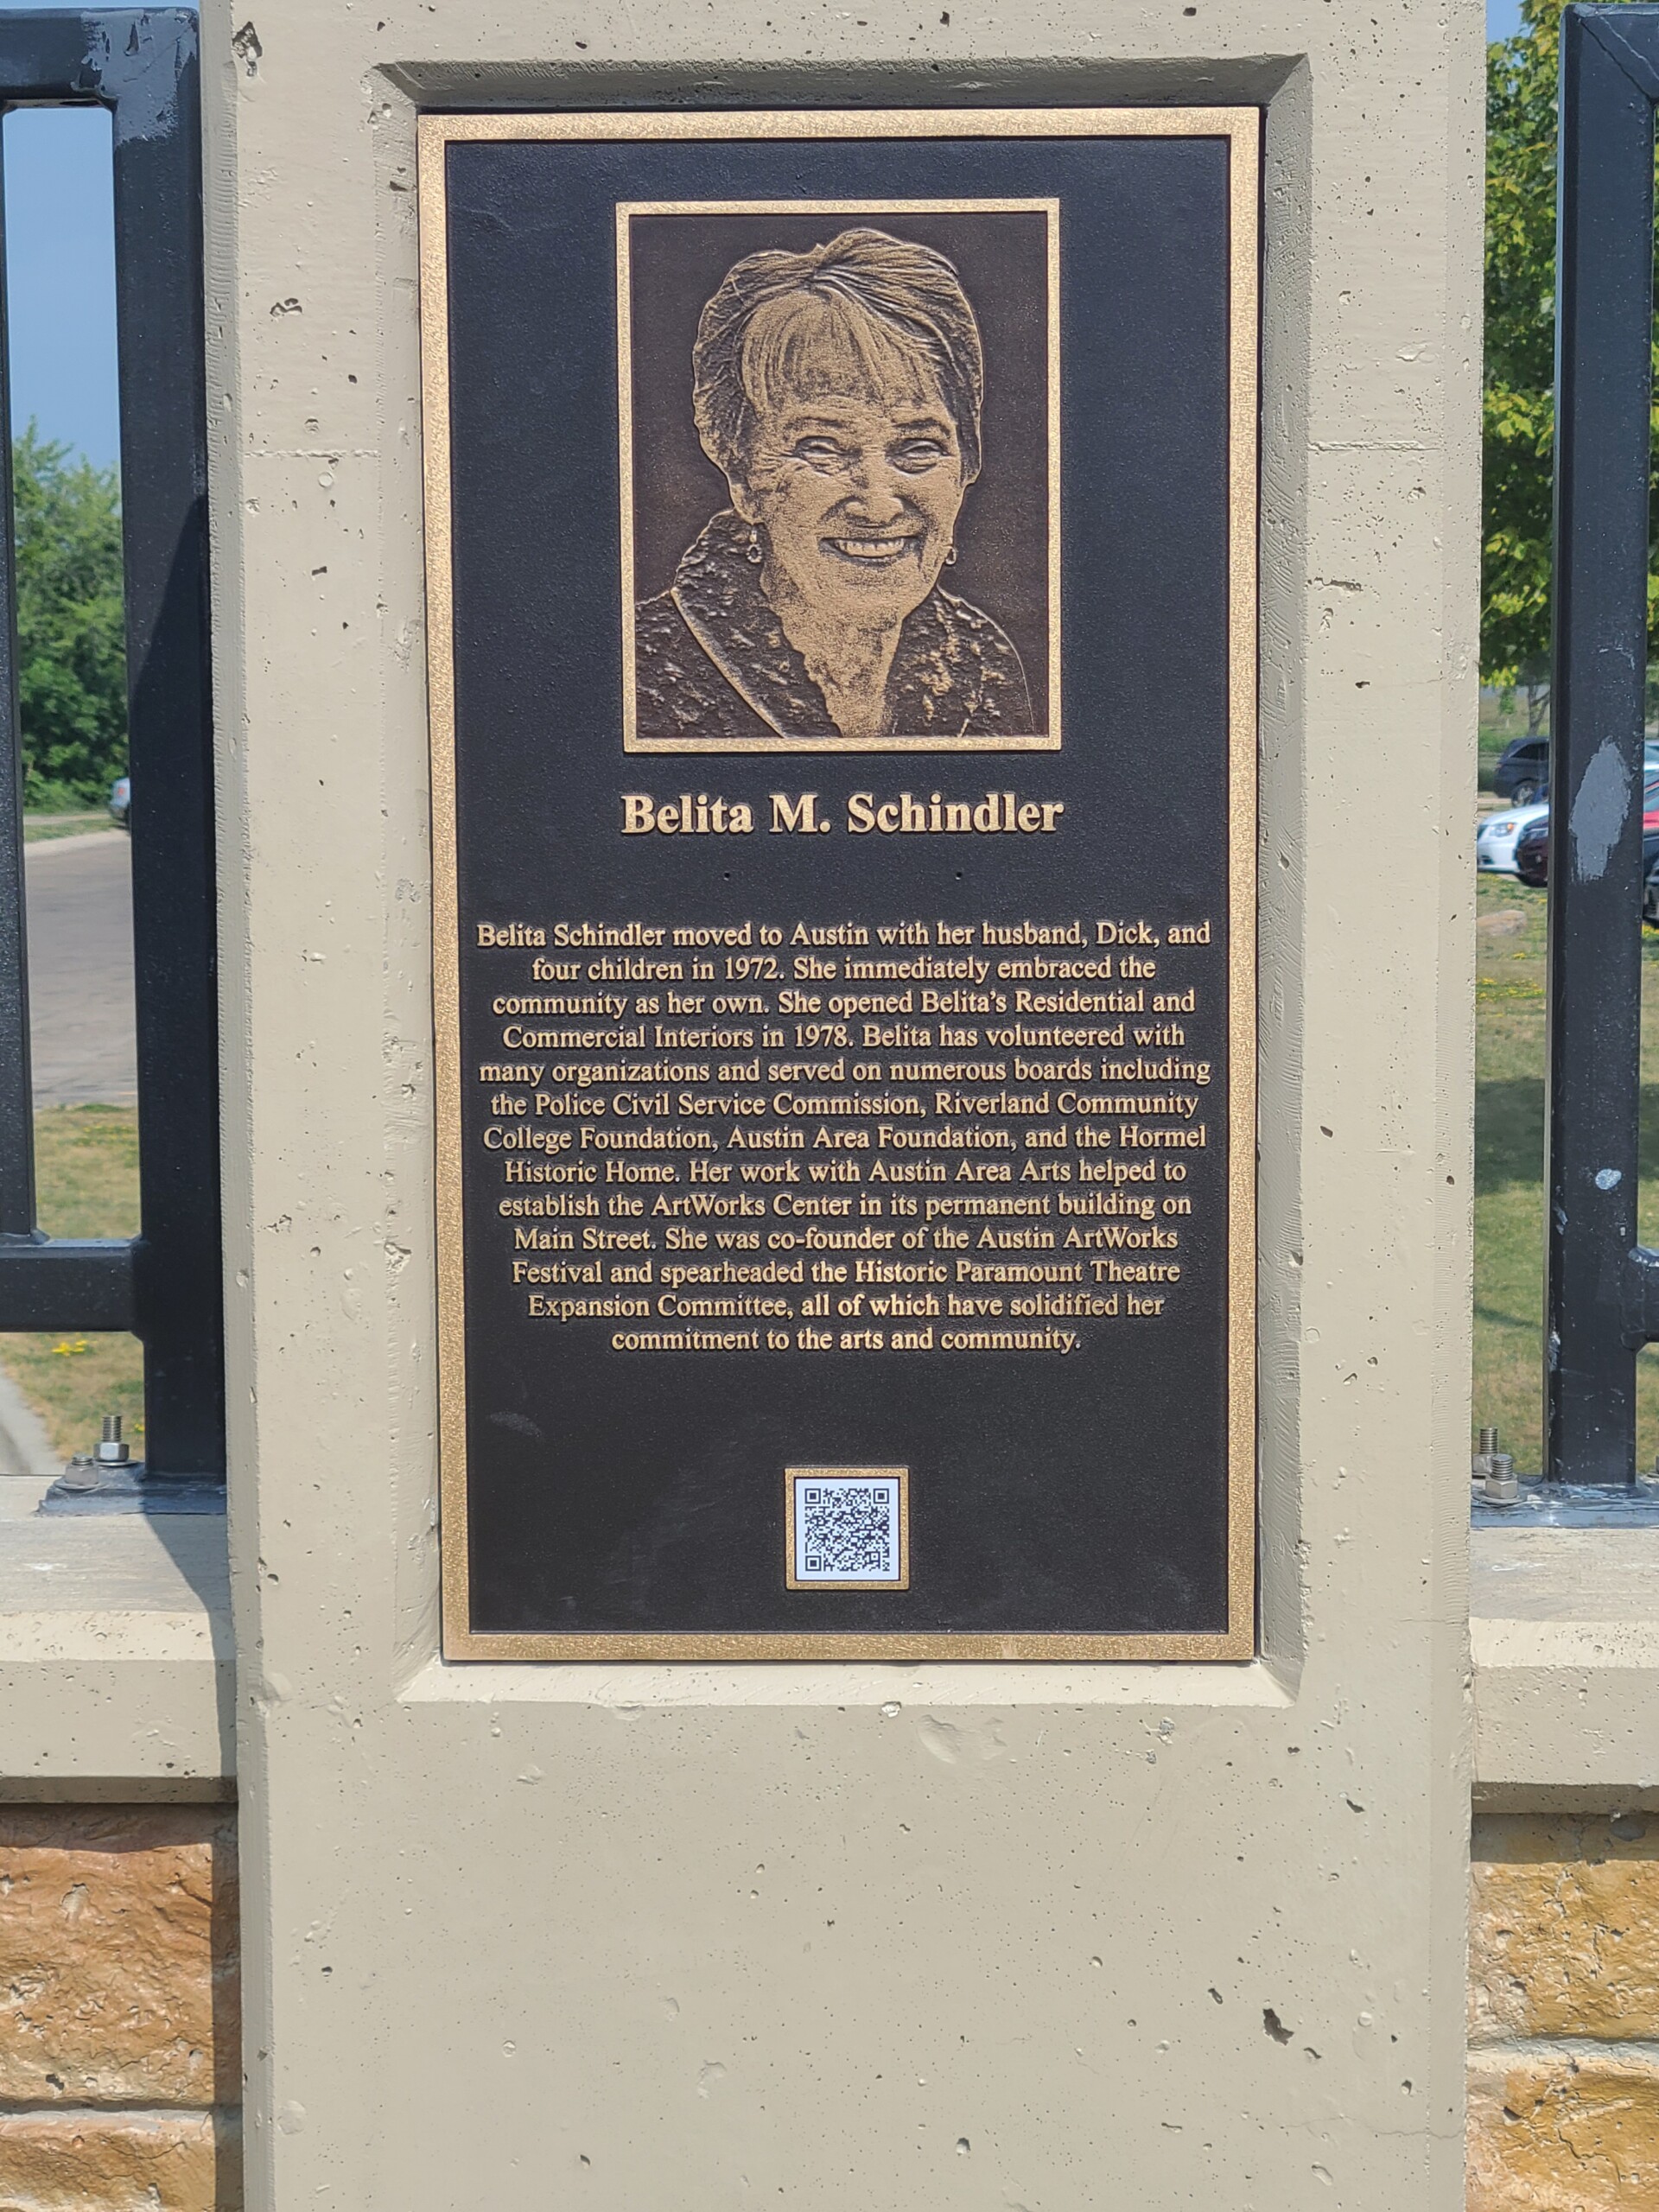 Belita M. Schindler
Belita Schindler moved to Austin with her husband, Dick, and
four children in 1972. She immediately embraced the
community as her own. She opened Belita's Residential and
Commercial Interiors in 1978. Belita has volunteered with
many organizations and served on numerous boards including
the Police Civil Service Commission, Riverland Community
College Foundation, Austin Area Foundation, and the Hormel
Historic Home. Her work with Austin Area Arts helped to
establish the ArtWorks Center in its permanent building on
Main Street. She was co-founder of the Austin ArtWorks
Festival and spearheaded the Historic Paramount Theatre
Expansion Committee, all of which have solidified her
commitment to the arts and community.